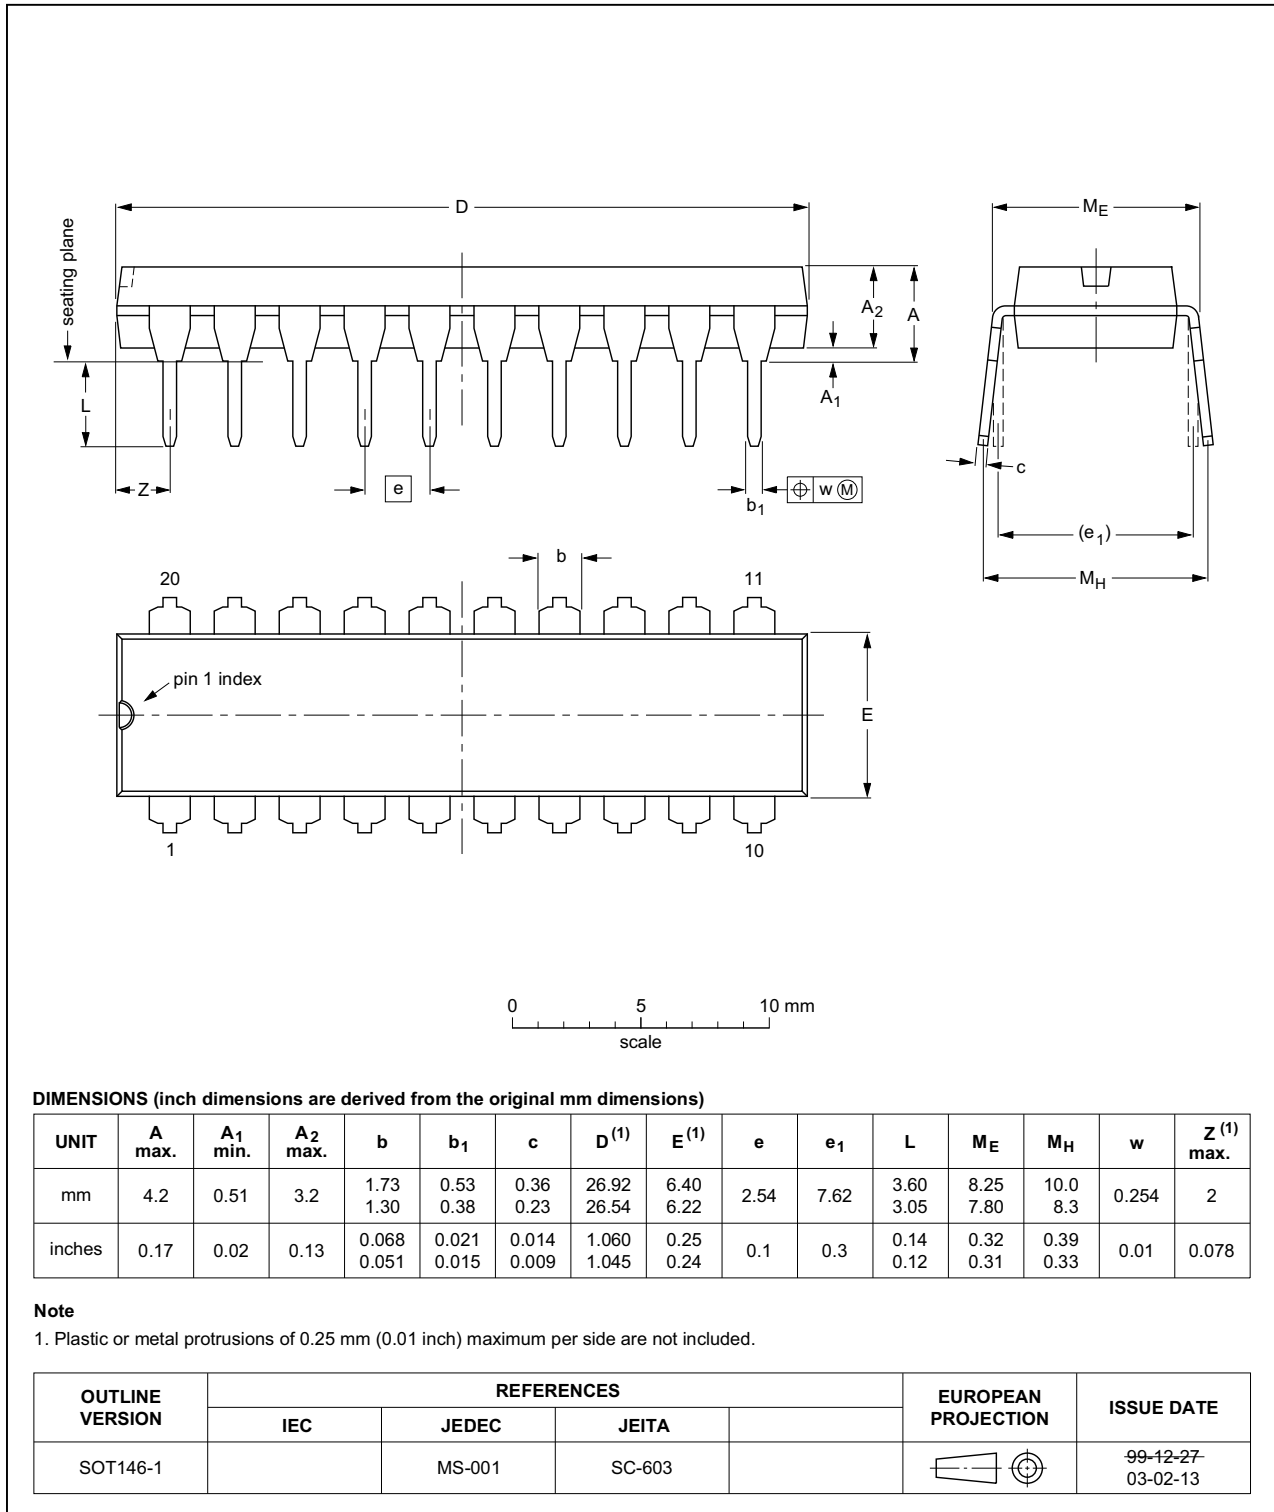 D
M_E
seating plane
A_2
A
L
A_1
Z
e
b_1
w M
c
(e_1)
M_H
b
20
11
pin 1 index
E
1
10
0 5 10 mm
scale
DIMENSIONS (inch dimensions are derived from the original mm dimensions)
UNIT A max. A1 min. A2 max. b b1 c D(1) E(1) e e1 L ME MH w Z(1) max.
mm 4.2 0.51 3.2 1.73 1.30 0.53 0.38 0.36 0.23 26.92 26.54 6.40 6.22 2.54 7.62 3.60 3.05 8.25 7.80 10.0 8.3 0.254 2
inches 0.17 0.02 0.13 0.068 0.051 0.021 0.015 0.014 0.009 1.060 1.045 0.25 0.24 0.1 0.3 0.14 0.12 0.32 0.31 0.39 0.33 0.01 0.078
Note
1. Plastic or metal protrusions of 0.25 mm (0.01 inch) maximum per side are not included.
OUTLINE VERSION REFERENCES EUROPEAN PROJECTION ISSUE DATE
IEC JEDEC JEITA
SOT146-1 MS-001 SC-603 99-12-27
03-02-13